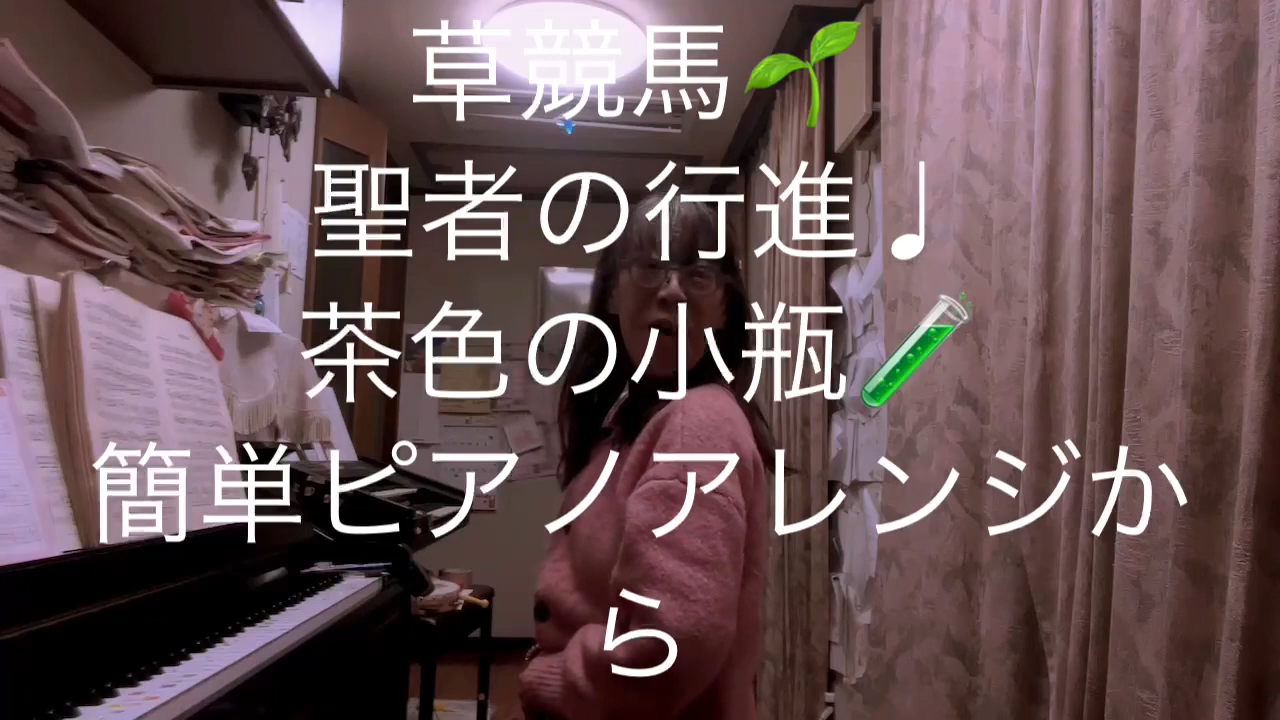 草競馬🌱
聖者の行進♩
茶色の小瓶🧪
簡単ピアノアレンジか
ら